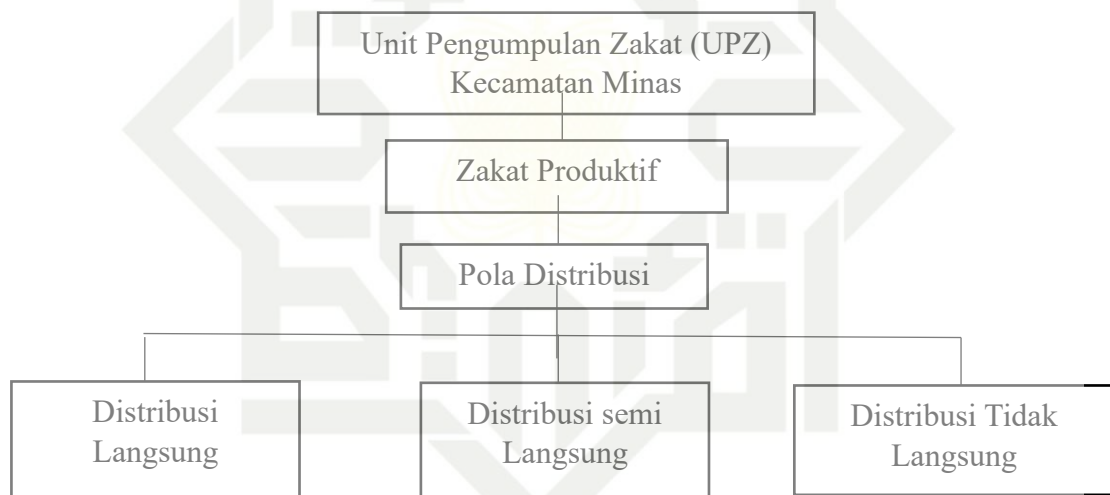 Unit Pengumpulan Zakat (UPZ)
Kecamatan Minas
Zakat Produktif
Pola Distribusi
Distribusi
Langsung
Distribusi semi
Langsung
Distribusi Tidak
Langsung